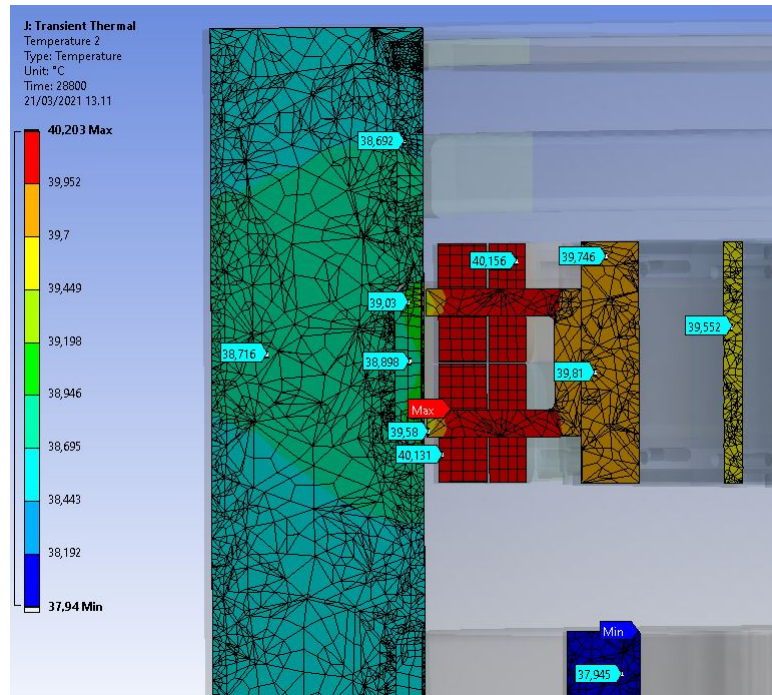 J: Transient Thermal
Temperature 2
Type: Temperature
Unit: °C
Time: 28800
21/03/2021 13.11
40,203 Max
39,952
39,7
39,449
39,198
38,946
38,695
38,443
38,192
37,94 Min
38,692
40,156
39,746
39,03
39,552
38,716
38,898
39,81
Max
39,58
40,131
Min
37,945